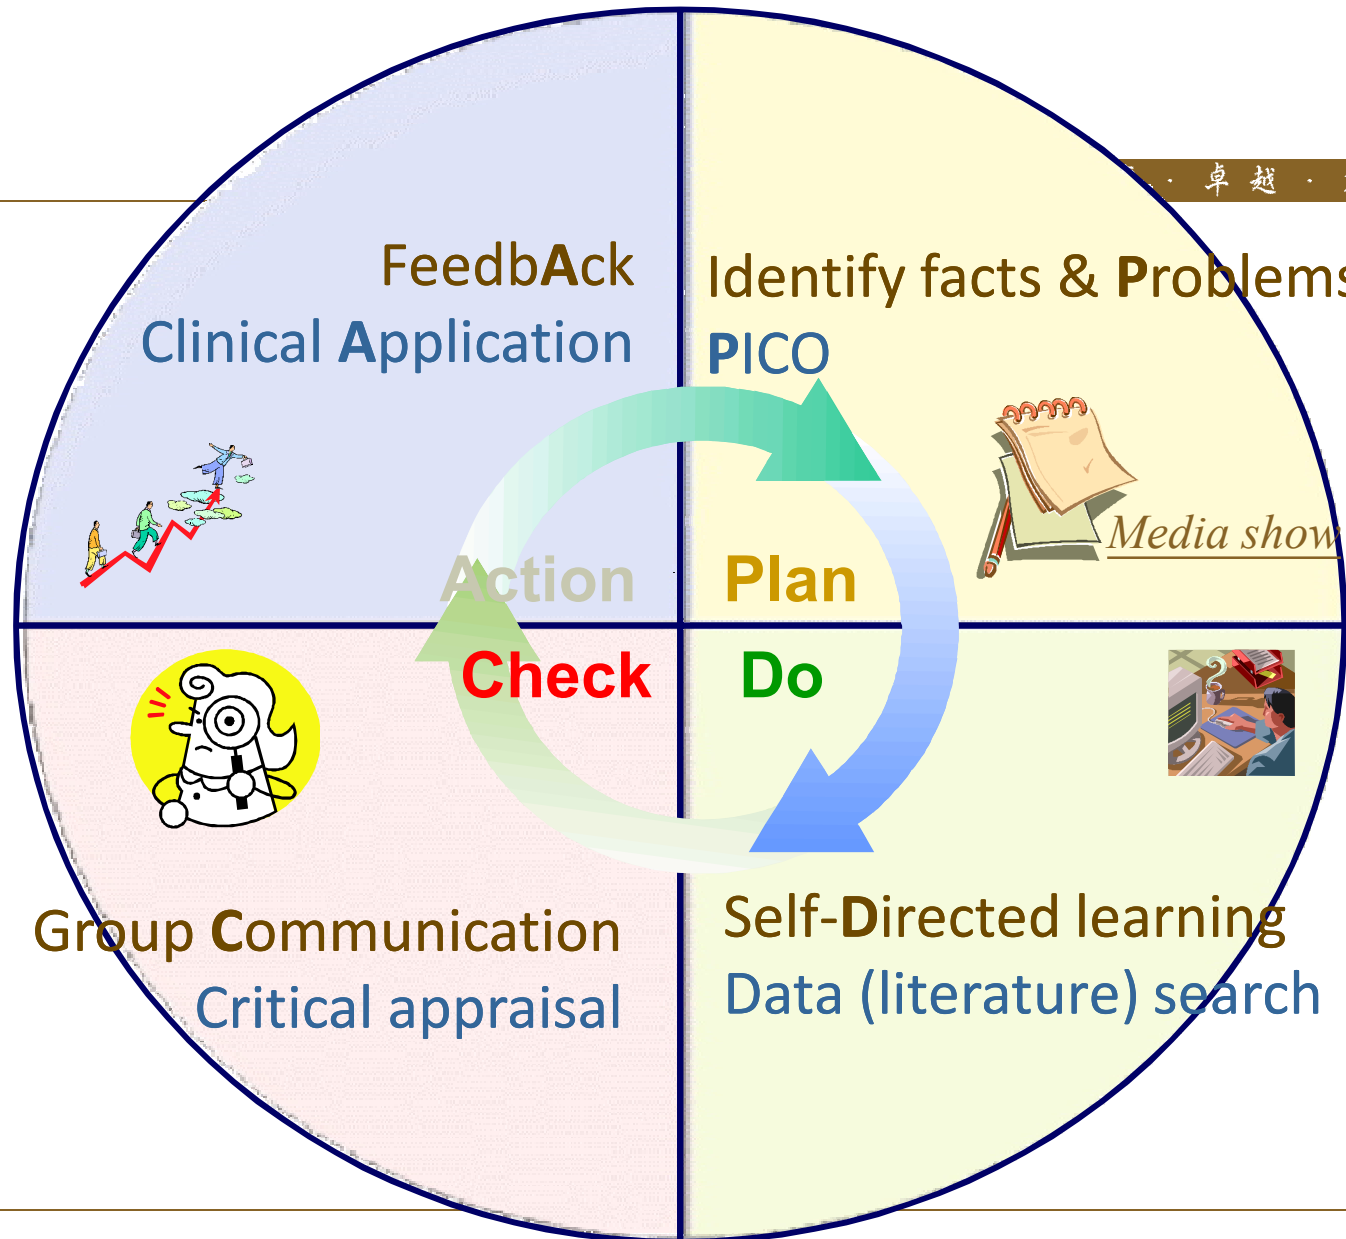 · 卓 越 ·
FeedbAck
Clinical Application
Identify facts & Problems
PICO
Media show
Action
Plan
Check
Do
Group Communication
Critical appraisal
Self-Directed learning
Data (literature) search